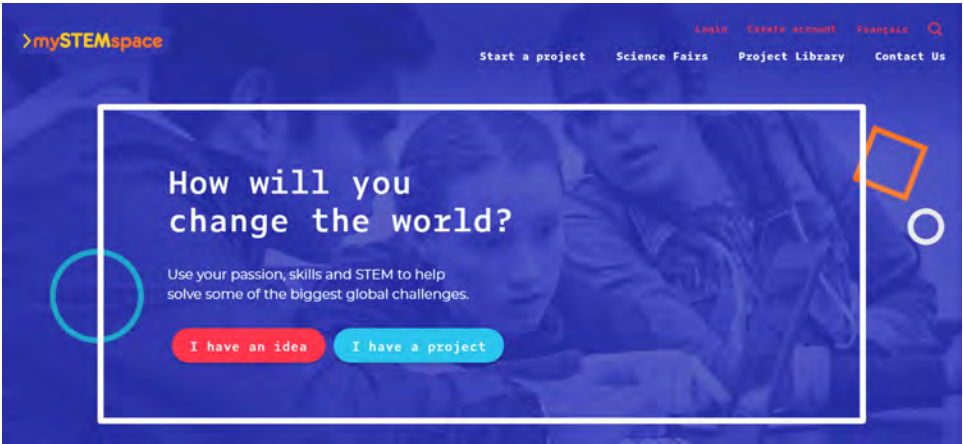 >mySTEMspace
Login Create account Français
Start a project Science Fairs Project Library Contact Us
How will you
change the world?
Use your passion, skills and STEM to help
solve some of the biggest global challenges.
I have an idea I have a project